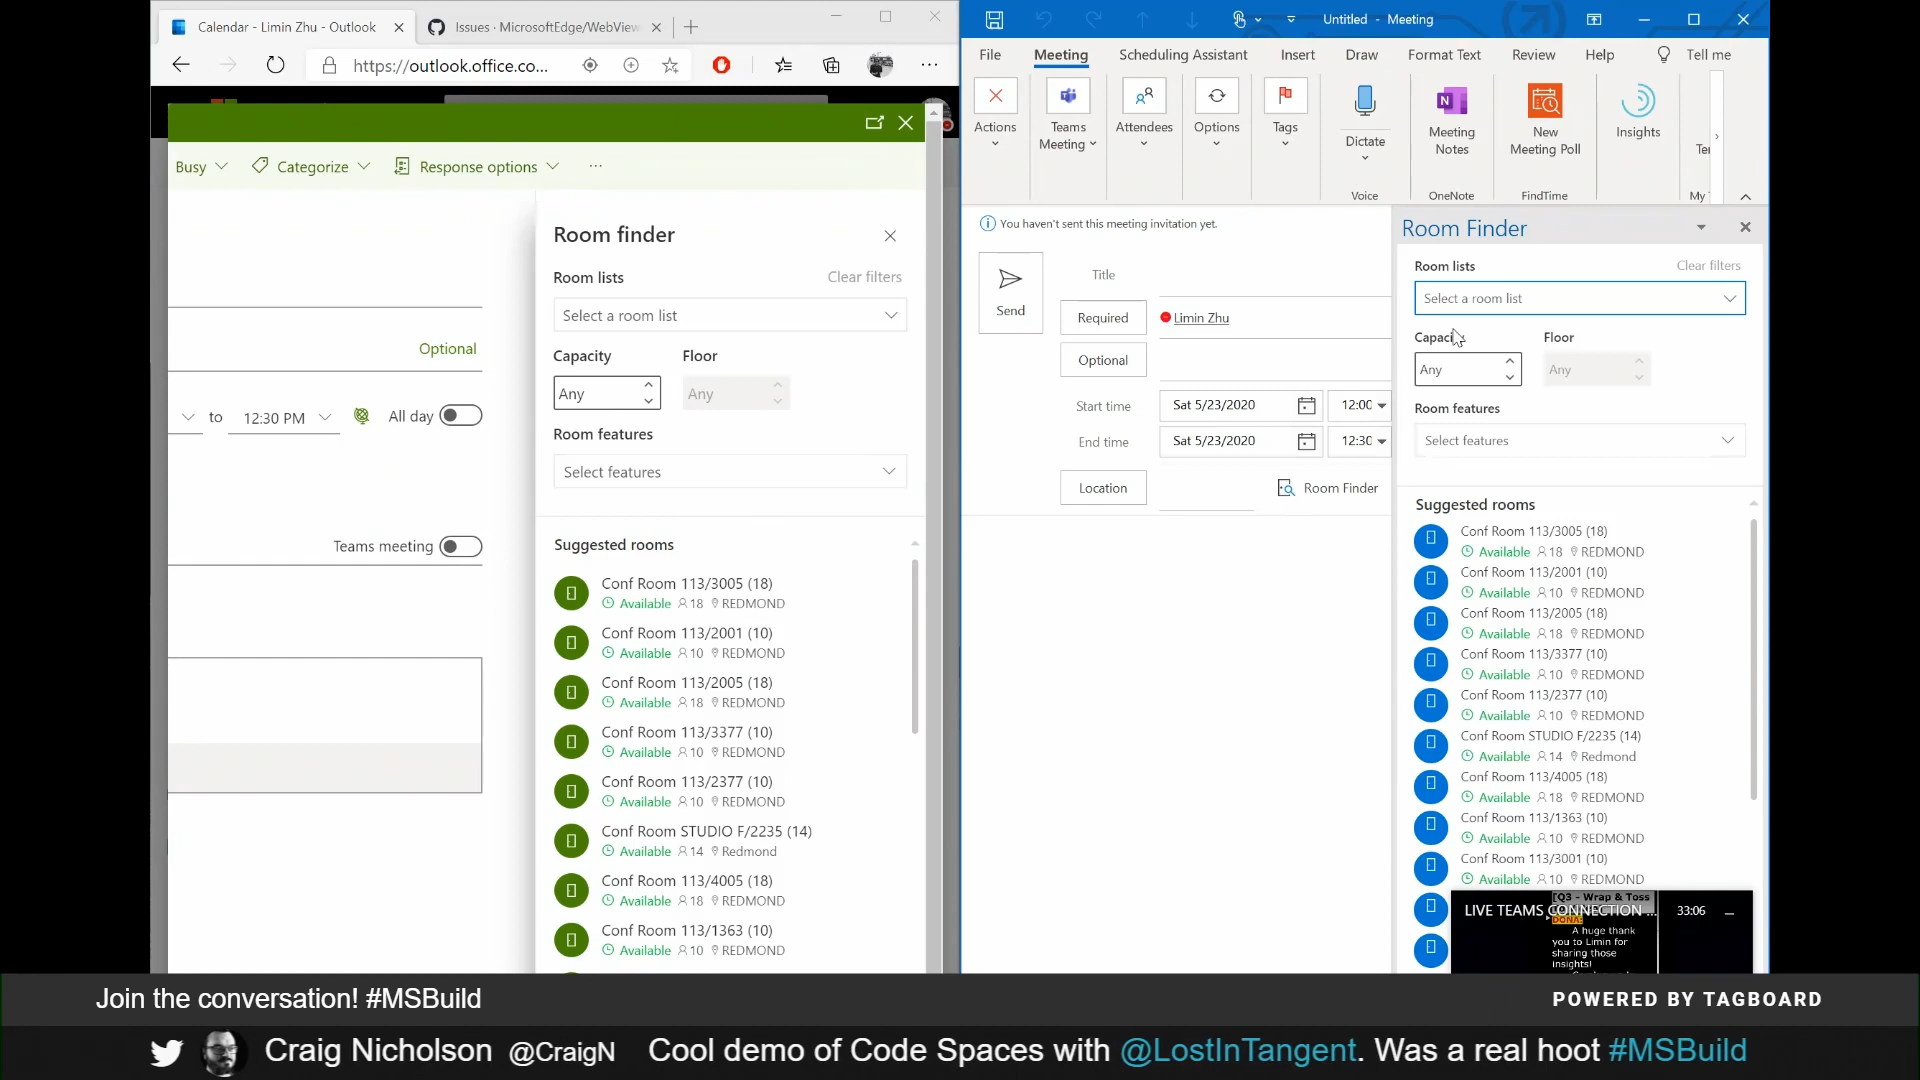 Calendar - Limin Zhu - Outlook
Issues · MicrosoftEdge/WebView
https://outlook.office.co...
Busy
Categorize
Response options
Optional
to
12:30 PM
All day
Teams meeting
Room finder
Room lists
Clear filters
Select a room list
Capacity
Floor
Any
Any
Room features
Select features
Suggested rooms
Conf Room 113/3005 (18)
Available 18 REDMOND
Conf Room 113/2001 (10)
Available 10 REDMOND
Conf Room 113/2005 (18)
Available 18 REDMOND
Conf Room 113/3377 (10)
Available 10 REDMOND
Conf Room 113/2377 (10)
Available 10 REDMOND
Conf Room STUDIO F/2235 (14)
Available 14 Redmond
Conf Room 113/4005 (18)
Available 18 REDMOND
Conf Room 113/1363 (10)
Available 10 REDMOND
Untitled - Meeting
File
Meeting
Scheduling Assistant
Insert
Draw
Format Text
Review
Help
Tell me
Actions
Teams Meeting
Attendees
Options
Tags
Dictate
Meeting Notes
New Meeting Poll
Insights
Voice
OneNote
FindTime
My
You haven't sent this meeting invitation yet.
Send
Title
Required
Limin Zhu
Optional
Start time
Sat 5/23/2020
12:00
End time
Sat 5/23/2020
12:30
Location
Room Finder
Room Finder
Room lists
Clear filters
Select a room list
Capacity
Floor
Any
Any
Room features
Select features
Suggested rooms
Conf Room 113/3005 (18)
Available 18 REDMOND
Conf Room 113/2001 (10)
Available 10 REDMOND
Conf Room 113/2005 (18)
Available 18 REDMOND
Conf Room 113/3377 (10)
Available 10 REDMOND
Conf Room 113/2377 (10)
Available 10 REDMOND
Conf Room STUDIO F/2235 (14)
Available 14 Redmond
Conf Room 113/4005 (18)
Available 18 REDMOND
Conf Room 113/1363 (10)
Available 10 REDMOND
Conf Room 113/3001 (10)
Available 10 REDMOND
[Q3 - Wrap & Toss
LIVE TEAMS CONNECTION ...
33:06
A huge thank
you to Limin for
sharing those
insights!
Join the conversation! #MSBuild
POWERED BY TAGBOARD
Craig Nicholson @CraigN Cool demo of Code Spaces with @LostInTangent. Was a real hoot #MSBuild